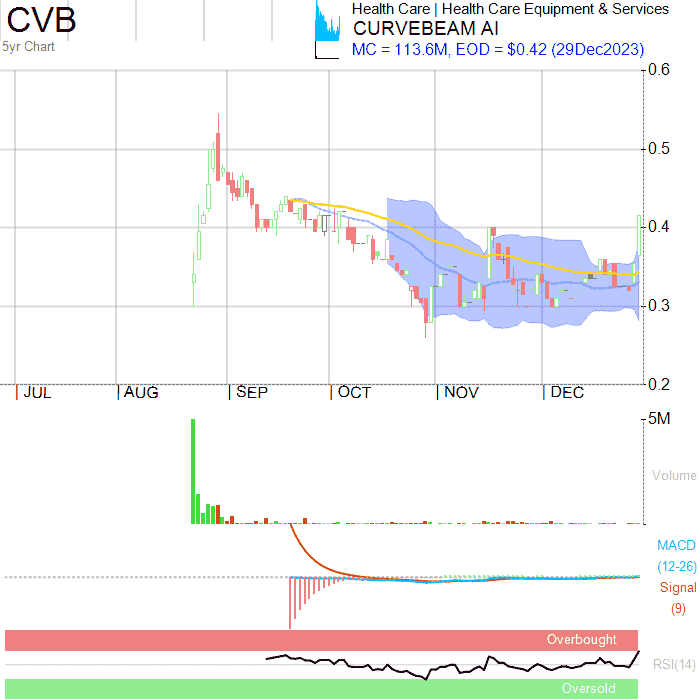 CVB
5yr Chart
Health Care | Health Care Equipment & Services
CURVEBEAM AI
MC = 113.6M, EOD = $0.42 (29Dec2023)
0.6
0.5
0.4
0.3
0.2
JUL AUG SEP OCT NOV DEC
5M
Volume
MACD
(12-26)
Signal
(9)
Overbought
RSI(14)
Oversold